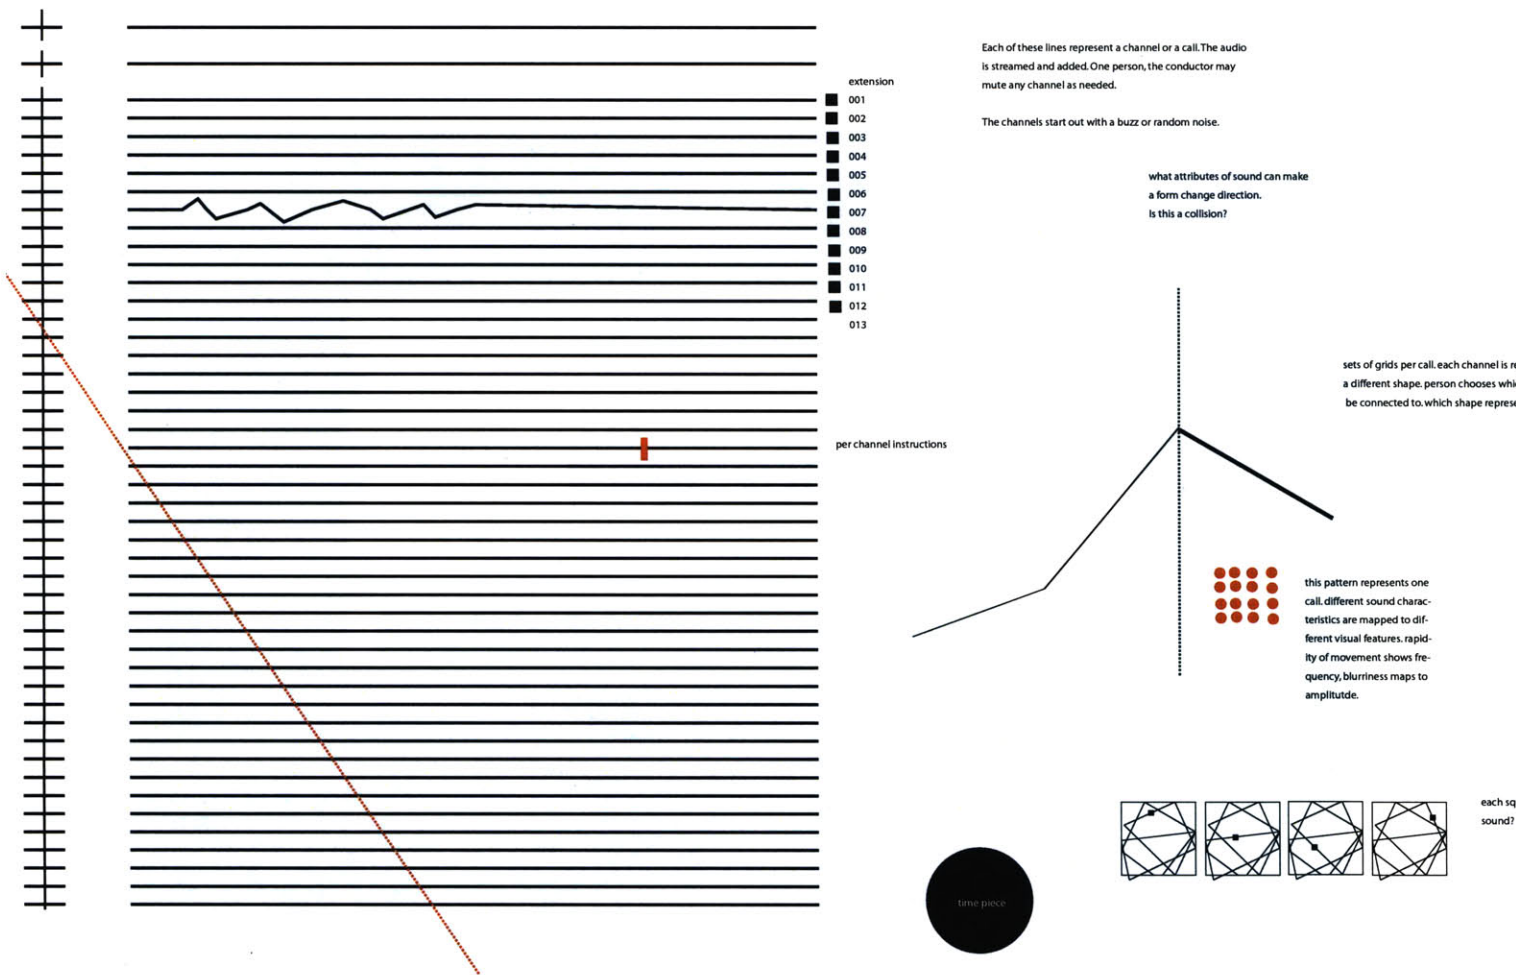 Each of these lines represent a channel or a call. The audio
is streamed and added. One person, the conductor may
mute any channel as needed.
The channels start out with a buzz or random noise.
extension
001
002
003
004
005
006
007
008
009
010
011
012
013
what attributes of sound can make
a form change direction.
Is this a collision?
sets of grids per call. each channel is
a different shape. person chooses
be connected to. which shape
per channel instructions
this pattern represents one
call. different sound charac-
teristics are mapped to dif-
ferent visual features. rapid-
ity of movement shows fre-
quency, blurriness maps to
amplitutde.
each
sound?
time piece